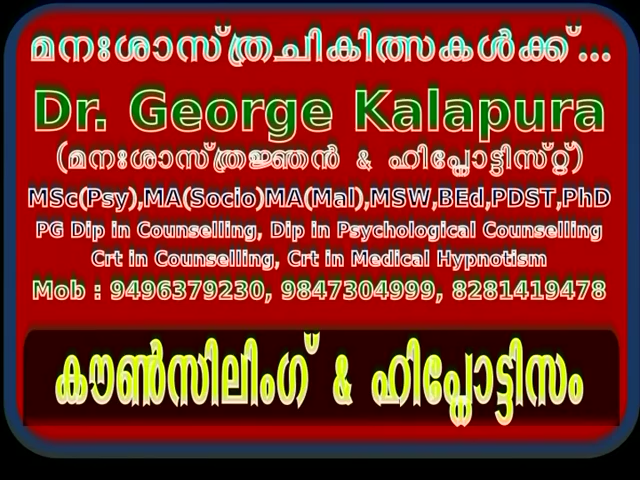 മനഃശാസ്ത്രചികിത്സകൾക്ക്...
Dr. George Kalapura
(മനഃശാസ്ത്രജ്ഞൻ & ഹിപ്നോട്ടിസ്റ്റ്)
MSc(Psy),MA(Socio)MA(Mal),MSW,BEd,PDST,PhD
PG Dip in Counselling, Dip in Psychological Counselling
Crt in Counselling, Crt in Medical Hypnotism
Mob : 9496379230, 9847304999, 8281419478
കൗൺസിലിംഗ് & ഹിപ്നോട്ടിസം